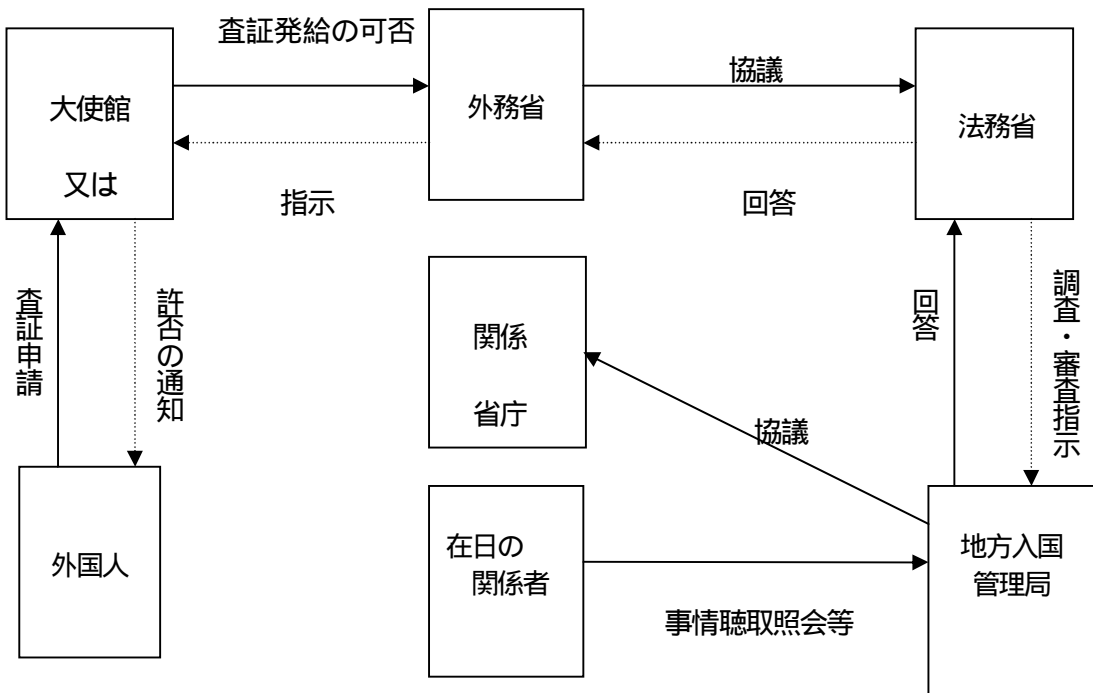 査証発給の可否
大使館
又は
外務省
協議
法務省
指示
回答
査証申請
許否の通知
関係
省庁
回答
調査・審査指示
協議
外国人
在日の
関係者
地方入国
管理局
事情聴取照会等